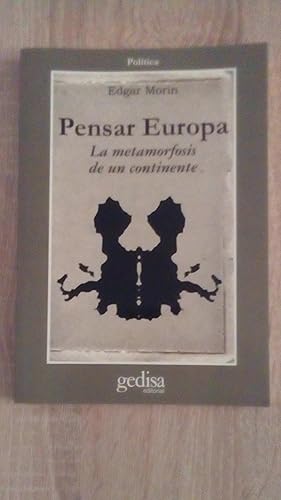 Política
Edgar Morin
Pensar Europa
La metamorfosis
de un continente
gedisa
editorial